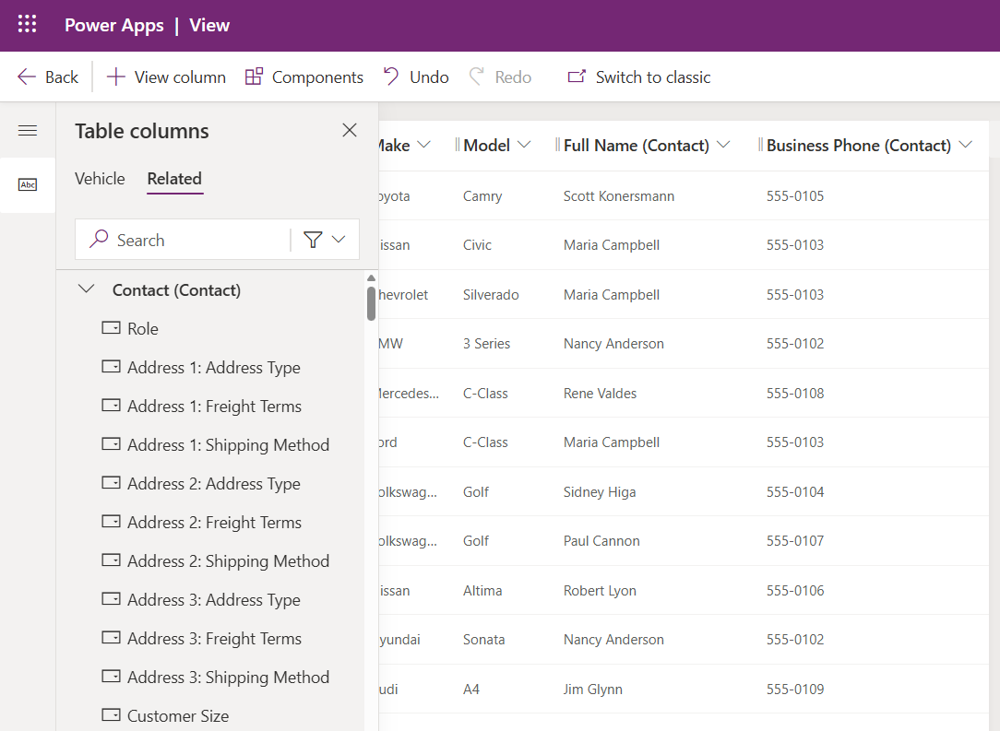 Power Apps | View
Back View column Components Undo Redo Switch to classic
Table columns
Vehicle Related
Abc
Search
Contact (Contact)
Role
Address 1: Address Type
Address 1: Freight Terms
Address 1: Shipping Method
Address 2: Address Type
Address 2: Freight Terms
Address 2: Shipping Method
Address 3: Address Type
Address 3: Freight Terms
Address 3: Shipping Method
Customer Size
Make Model Full Name (Contact) Business Phone (Contact)
oyota Camry Scott Konersmann 555-0105
issan Civic Maria Campbell 555-0103
hevrolet Silverado Maria Campbell 555-0103
MW 3 Series Nancy Anderson 555-0102
Mercedes... C-Class Rene Valdes 555-0108
ord C-Class Maria Campbell 555-0103
olkswag... Golf Sidney Higa 555-0104
olkswag... Golf Paul Cannon 555-0107
issan Altima Robert Lyon 555-0106
yundai Sonata Nancy Anderson 555-0102
udi A4 Jim Glynn 555-0109